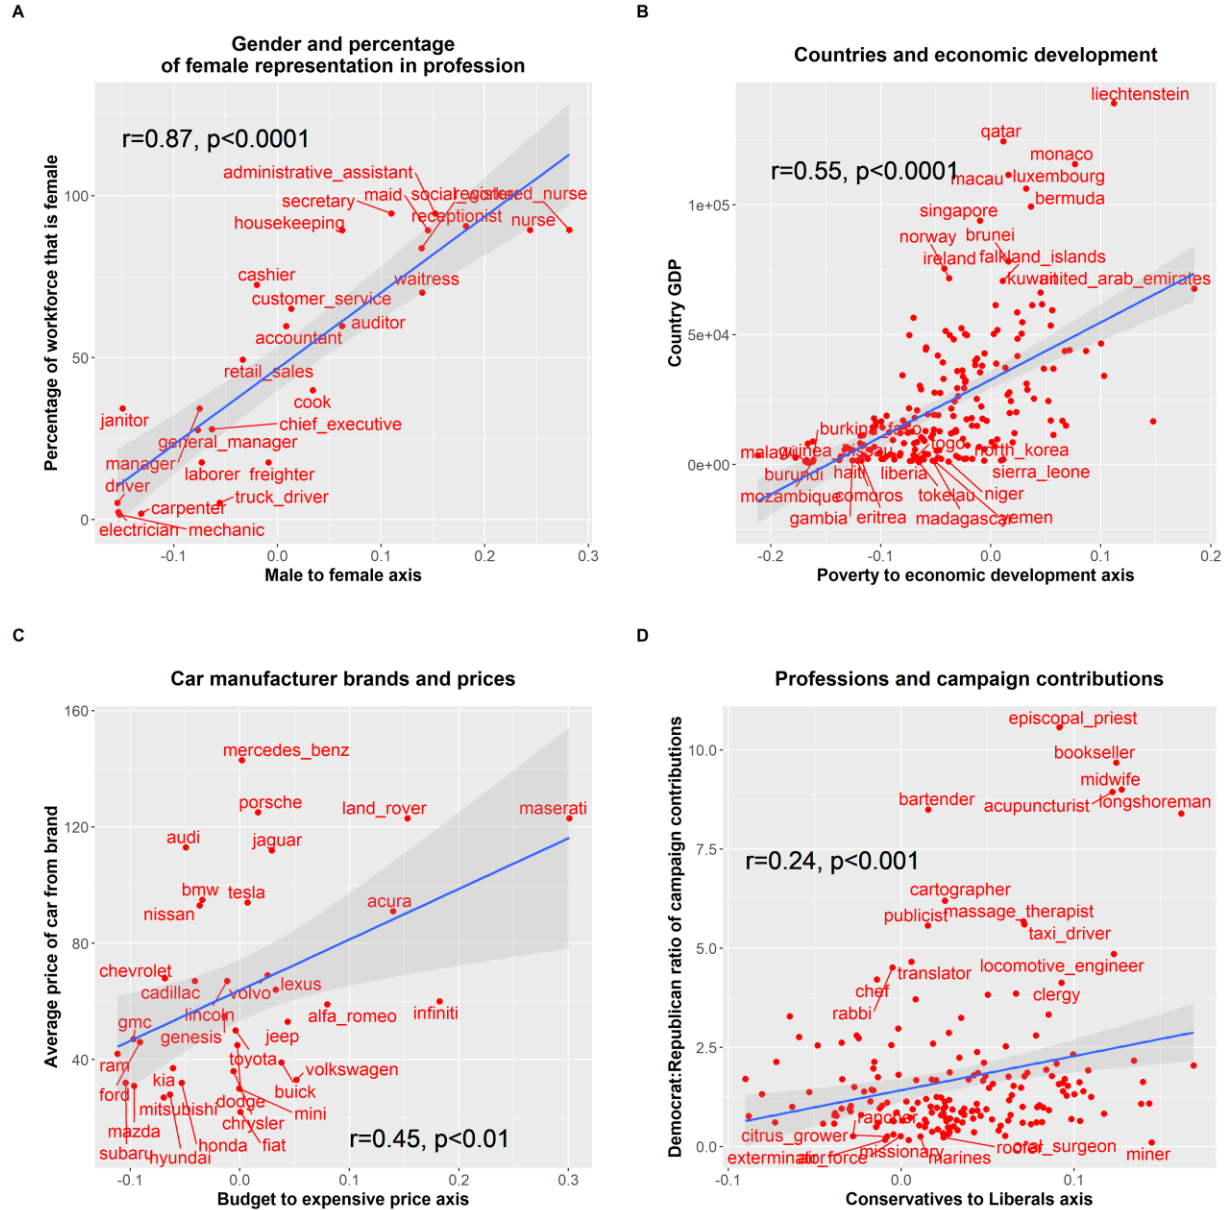 A
Gender and percentage
of female representation in profession
r=0.87, p<0.0001
administrative_assistant
secretary
maid
social_worker
registered_nurse
housekeeping
receptionist
nurse
cashier
waitress
customer_service
accountant
auditor
retail_sales
cook
janitor
chief_executive
general_manager
manager
laborer
freighter
driver
truck_driver
carpenter
electrician
mechanic
100
50
0
-0.1
0.0
0.1
0.2
0.3
Percentage of workforce that is female
Male to female axis
B
Countries and economic development
liechtenstein
qatar
monaco
r=0.55, p<0.0001
macau
luxembourg
bermuda
singapore
norway
brunei
ireland
falkland_islands
kuwait
united_arab_emirates
burkina_faso
malawi
guinea
togo
north_korea
burundi
haiti
liberia
sierra_leone
mozambique
comoros
tokelau
niger
gambia
eritrea
madagascar
yemen
1e+05
5e+04
0e+00
-0.2
-0.1
0.0
0.1
0.2
Country GDP
Poverty to economic development axis
C
Car manufacturer brands and prices
mercedes_benz
porsche
land_rover
maserati
audi
jaguar
bmw
tesla
nissan
acura
chevrolet
cadillac
volvo
lexus
lincoln
alfa_romeo
infiniti
gmc
genesis
jeep
ram
toyota
volkswagen
ford
kia
buick
mitsubishi
dodge
mini
mazda
chrysler
subaru
honda
fiat
hyundai
r=0.45, p<0.01
160
120
80
40
-0.1
0.0
0.1
0.2
0.3
Average price of car from brand
Budget to expensive price axis
D
Professions and campaign contributions
episcopal_priest
bookseller
midwife
bartender
acupuncturist
longshoreman
r=0.24, p<0.001
cartographer
publicist
massage_therapist
taxi_driver
translator
locomotive_engineer
chef
clergy
rabbi
rancher
citrus_grower
roofer
oral_surgeon
exterminator
air_force
missionary
marines
miner
10.0
7.5
5.0
2.5
0.0
-0.1
0.0
0.1
Democrat:Republican ratio of campaign contributions
Conservatives to Liberals axis